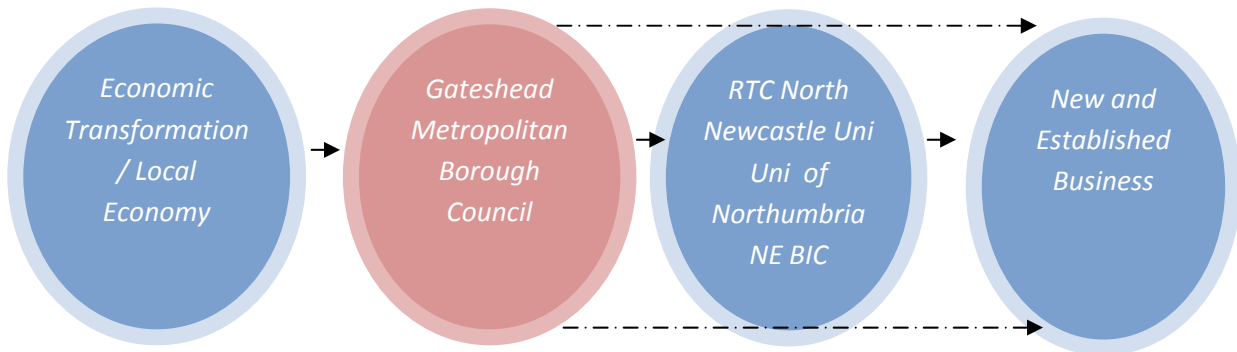 Economic
Transformation
/ Local
Economy
Gateshead
Metropolitan
Borough
Council
RTC North
Newcastle Uni
Uni of
Northumbria
NE BIC
New and
Established
Business